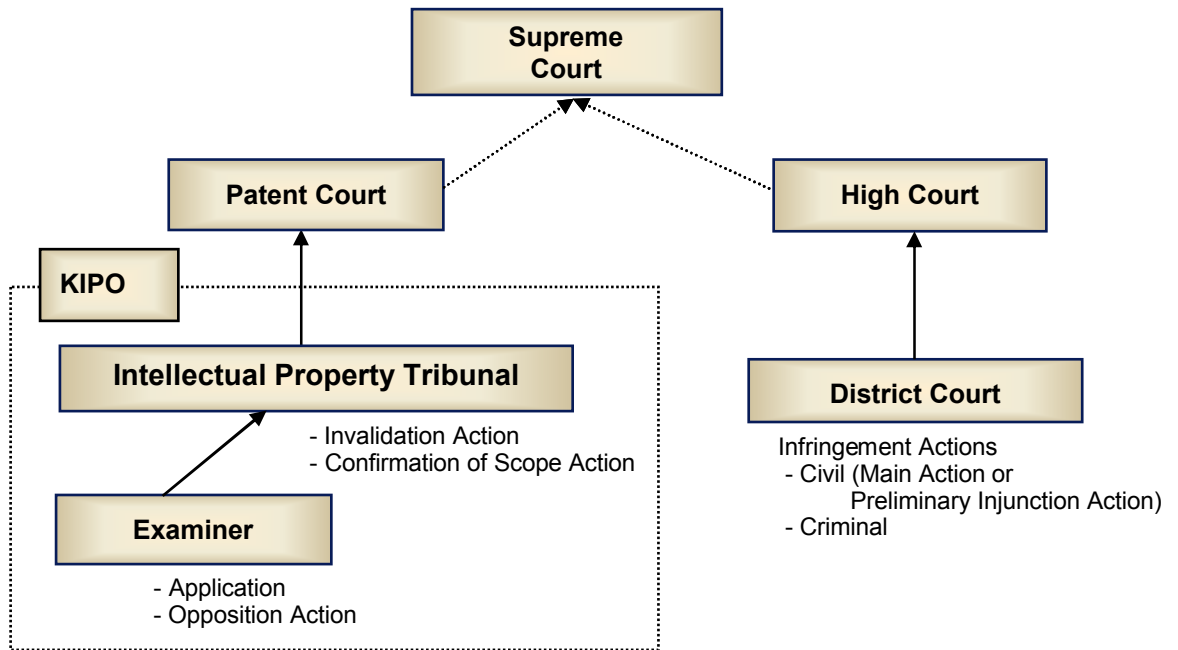 Supreme
Court
Patent Court
High Court
KIPO
Intellectual Property Tribunal
- Invalidation Action
- Confirmation of Scope Action
Examiner
- Application
- Opposition Action
District Court
Infringement Actions
- Civil (Main Action or
Preliminary Injunction Action)
- Criminal